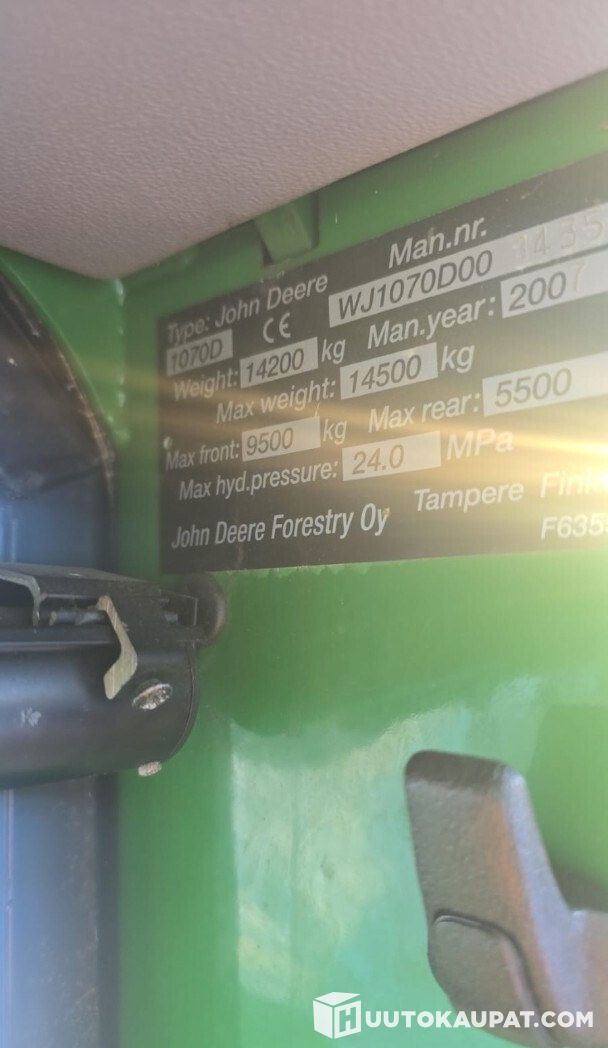 Type: John Deere
1070D
CE
Man.nr.
WJ1070D00
Weight: 14200 kg
Man.year: 2007
Max weight: 14500 kg
Max front: 9500 kg
Max rear: 5500
Max hyd.pressure: 24.0 MPa
John Deere Forestry Oy
Tampere
HUUTOKAUPAT.COM